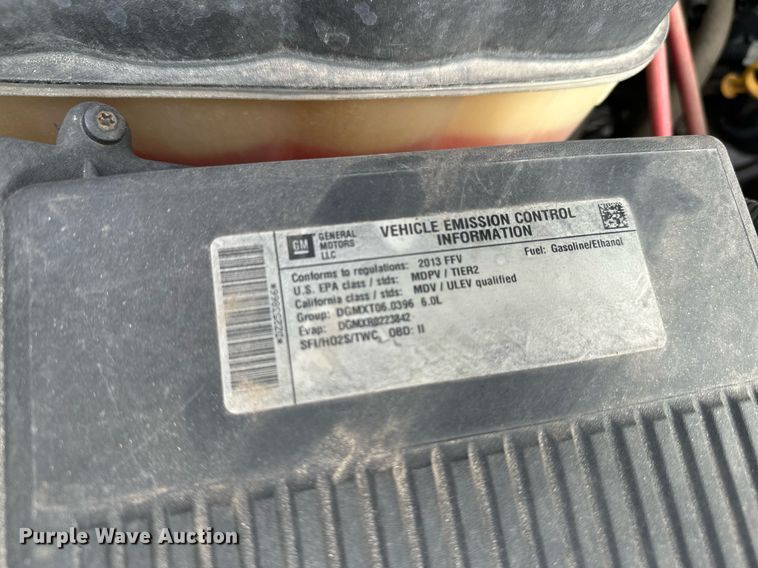 *52253866*
GM GENERAL MOTORS LLC
VEHICLE EMISSION CONTROL
INFORMATION
Conforms to regulations: 2013 FFV Fuel: Gasoline/Ethanol
U.S. EPA class / stds: MDPV / TIER2
California class / stds: MDV / ULEV qualified
Group: DGMXT06.0396 6.0L
Evap: DGMXR0223842
SFI/HO2S/TWC, OBD: II
Purple Wave Auction